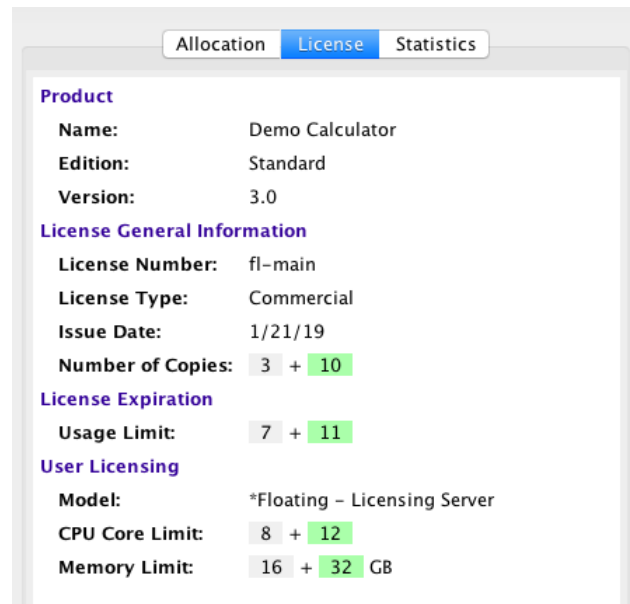 Allocation License Statistics
Product
Name: Demo Calculator
Edition: Standard
Version: 3.0
License General Information
License Number: fl-main
License Type: Commercial
Issue Date: 1/21/19
Number of Copies: 3 + 10
License Expiration
Usage Limit: 7 + 11
User Licensing
Model: *Floating - Licensing Server
CPU Core Limit: 8 + 12
Memory Limit: 16 + 32 GB